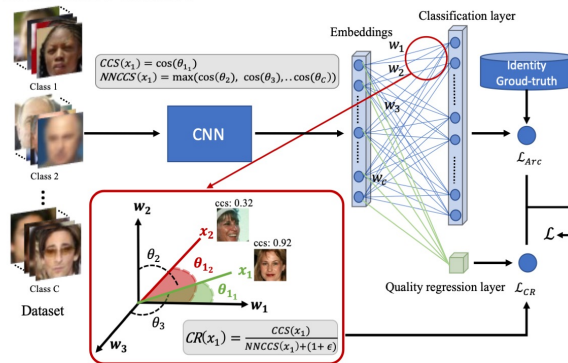 Classification layer
Embeddings
CCS(x₁) = cos(θ₁₁)
NNCCS(x₁) = max(cos(θ₂), cos(θ₃),..cos(θ_C))
w₁
w₂
w₃
w_c
Identity
Groud-truth
Class 1
CNN
Class 2
ℒ_Arc
ℒ
ccs: 0.32
w₂
x₂
ccs: 0.92
θ₂
θ₁₂
x₁
θ₁₁
θ₃
w₁
w₃
Class C
Dataset
Quality regression layer
ℒ_CR
CR(x₁) = CCS(x₁) / NNCCS(x₁)+(1+ ϵ)